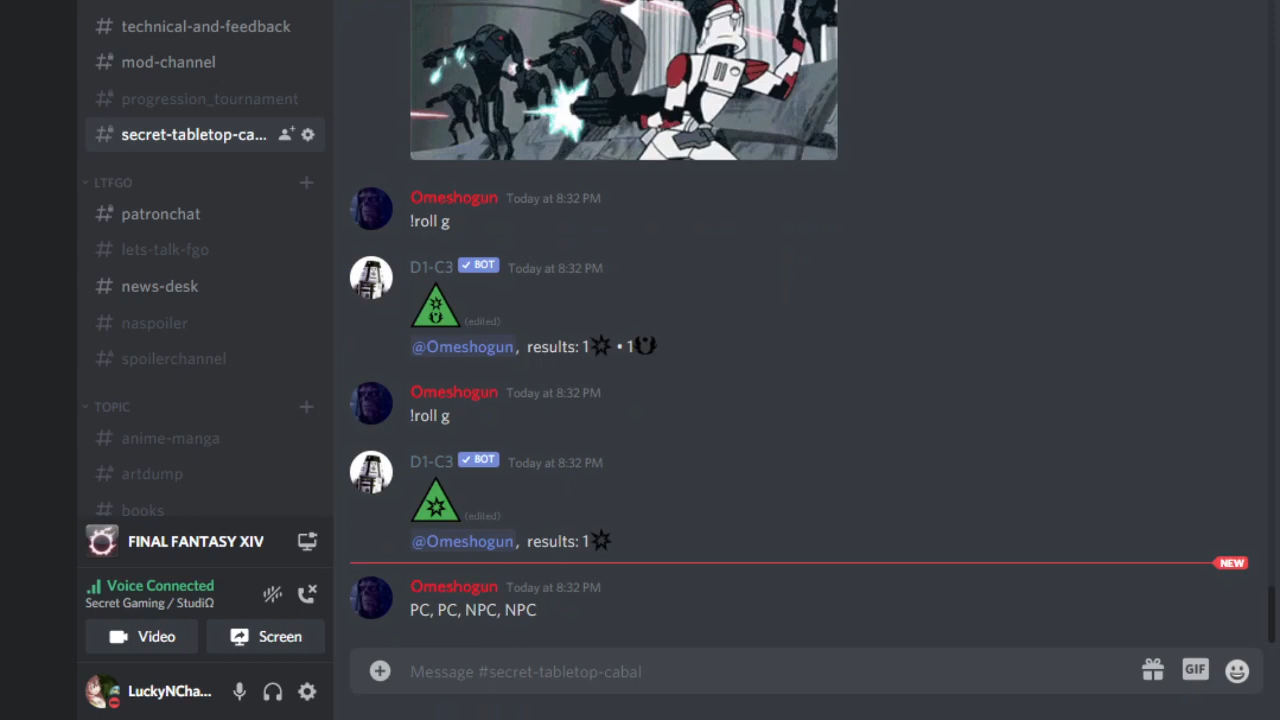 technical-and-feedback
mod-channel
progression_tournament
secret-tabletop-ca...
LTFGO
patronchat
lets-talk-fgo
news-desk
naspoiler
spoilerchannel
TOPIC
anime-manga
artdump
books
FINAL FANTASY XIV
Voice Connected
Secret Gaming / StudiΩ
Video
Screen
LuckyNCha...
Omeshogun Today at 8:32 PM
!roll g
D1-C3 ✓ BOT Today at 8:32 PM
(edited)
@Omeshogun, results: 1 • 1
Omeshogun Today at 8:32 PM
!roll g
D1-C3 ✓ BOT Today at 8:32 PM
(edited)
@Omeshogun, results: 1
NEW
Omeshogun Today at 8:32 PM
PC, PC, NPC, NPC
Message #secret-tabletop-cabal
GIF